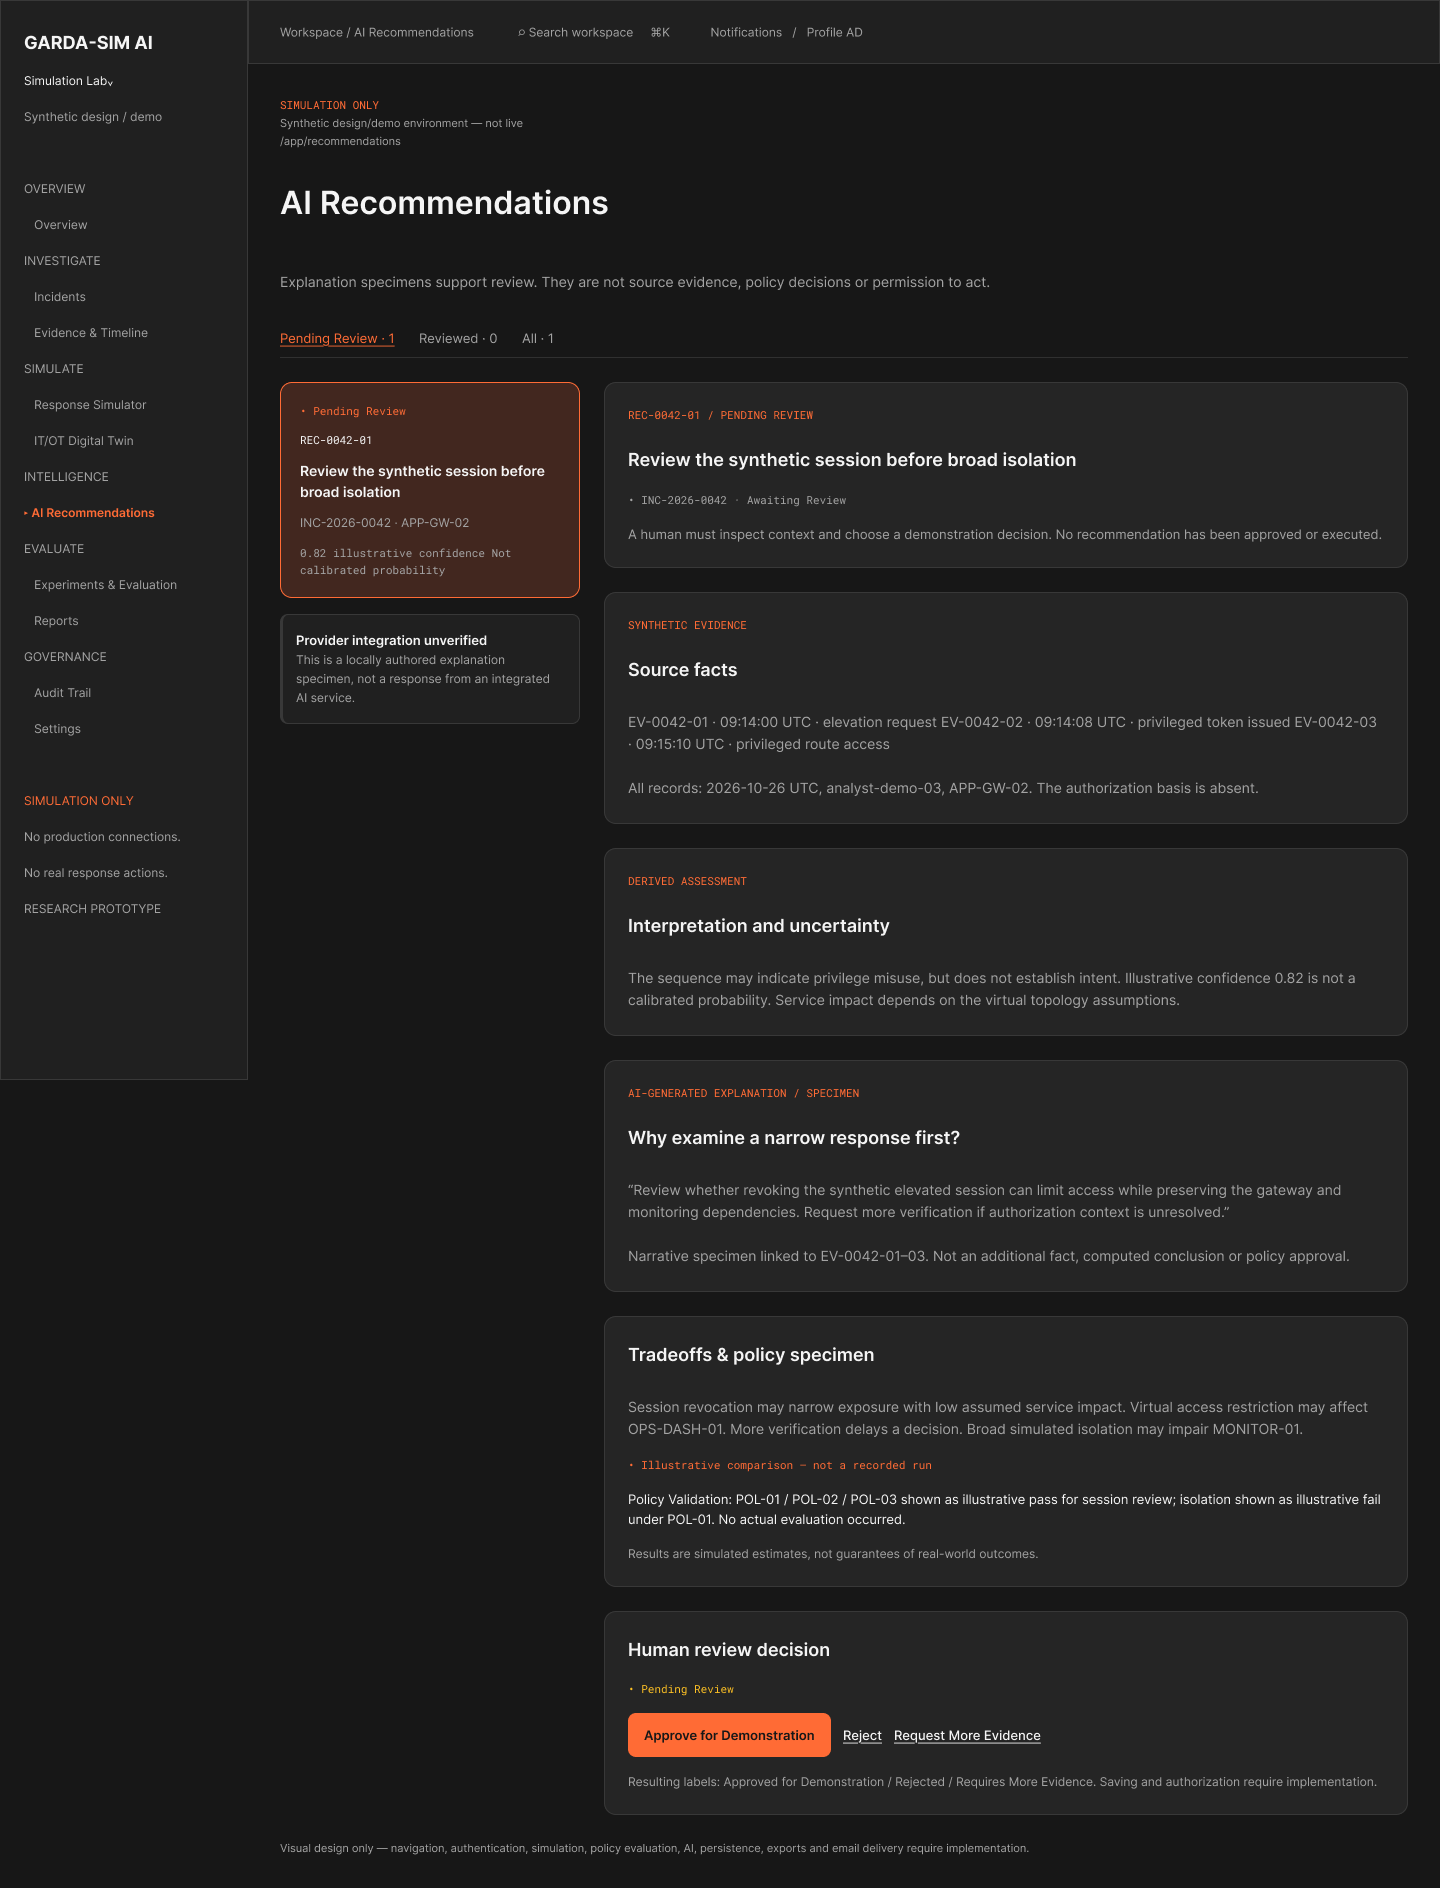 GARDA-SIM AI
Simulation Lab˅
Synthetic design / demo
OVERVIEW
Overview
INVESTIGATE
Incidents
Evidence & Timeline
SIMULATE
Response Simulator
IT/OT Digital Twin
INTELLIGENCE
‣ AI Recommendations
EVALUATE
Experiments & Evaluation
Reports
GOVERNANCE
Audit Trail
Settings
SIMULATION ONLY
No production connections.
No real response actions.
RESEARCH PROTOTYPE
Workspace / AI Recommendations ⌕ Search workspace ⌘K Notifications / Profile AD
SIMULATION ONLY
Synthetic design/demo environment — not live
/app/recommendations
AI Recommendations
Explanation specimens support review. They are not source evidence, policy decisions or permission to act.
Pending Review · 1 Reviewed · 0 All · 1
• Pending Review
REC-0042-01
Review the synthetic session before
broad isolation
INC-2026-0042 · APP-GW-02
0.82 illustrative confidence Not
calibrated probability
Provider integration unverified
This is a locally authored explanation
specimen, not a response from an integrated
AI service.
REC-0042-01 / PENDING REVIEW
Review the synthetic session before broad isolation
• INC-2026-0042 · Awaiting Review
A human must inspect context and choose a demonstration decision. No recommendation has been approved or executed.
SYNTHETIC EVIDENCE
Source facts
EV-0042-01 · 09:14:00 UTC · elevation request EV-0042-02 · 09:14:08 UTC · privileged token issued EV-0042-03
· 09:15:10 UTC · privileged route access
All records: 2026-10-26 UTC, analyst-demo-03, APP-GW-02. The authorization basis is absent.
DERIVED ASSESSMENT
Interpretation and uncertainty
The sequence may indicate privilege misuse, but does not establish intent. Illustrative confidence 0.82 is not a
calibrated probability. Service impact depends on the virtual topology assumptions.
AI-GENERATED EXPLANATION / SPECIMEN
Why examine a narrow response first?
“Review whether revoking the synthetic elevated session can limit access while preserving the gateway and
monitoring dependencies. Request more verification if authorization context is unresolved.”
Narrative specimen linked to EV-0042-01–03. Not an additional fact, computed conclusion or policy approval.
Tradeoffs & policy specimen
Session revocation may narrow exposure with low assumed service impact. Virtual access restriction may affect
OPS-DASH-01. More verification delays a decision. Broad simulated isolation may impair MONITOR-01.
• Illustrative comparison — not a recorded run
Policy Validation: POL-01 / POL-02 / POL-03 shown as illustrative pass for session review; isolation shown as illustrative fail
under POL-01. No actual evaluation occurred.
Results are simulated estimates, not guarantees of real-world outcomes.
Human review decision
• Pending Review
Approve for Demonstration Reject Request More Evidence
Resulting labels: Approved for Demonstration / Rejected / Requires More Evidence. Saving and authorization require implementation.
Visual design only — navigation, authentication, simulation, policy evaluation, AI, persistence, exports and email delivery require implementation.